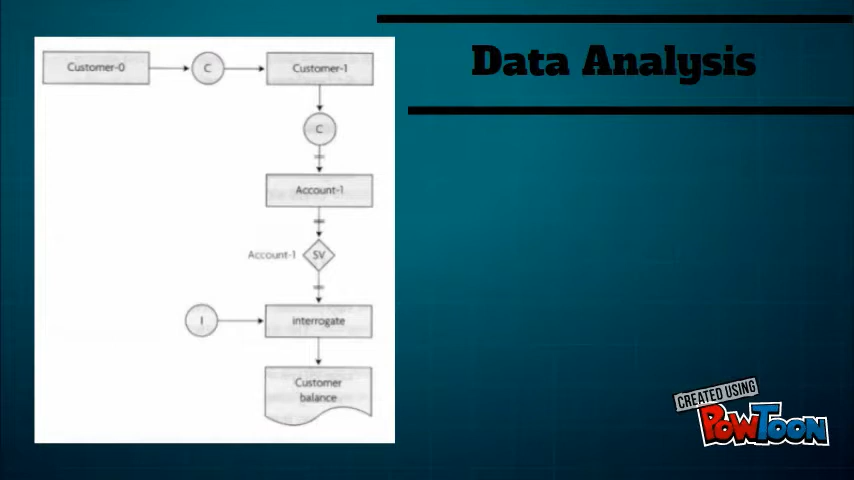 Data Analysis
Customer-0
C
Customer-1
C
Account-1
Account-1
SV
I
interrogate
Customer
balance
CREATED USING
POWTOON